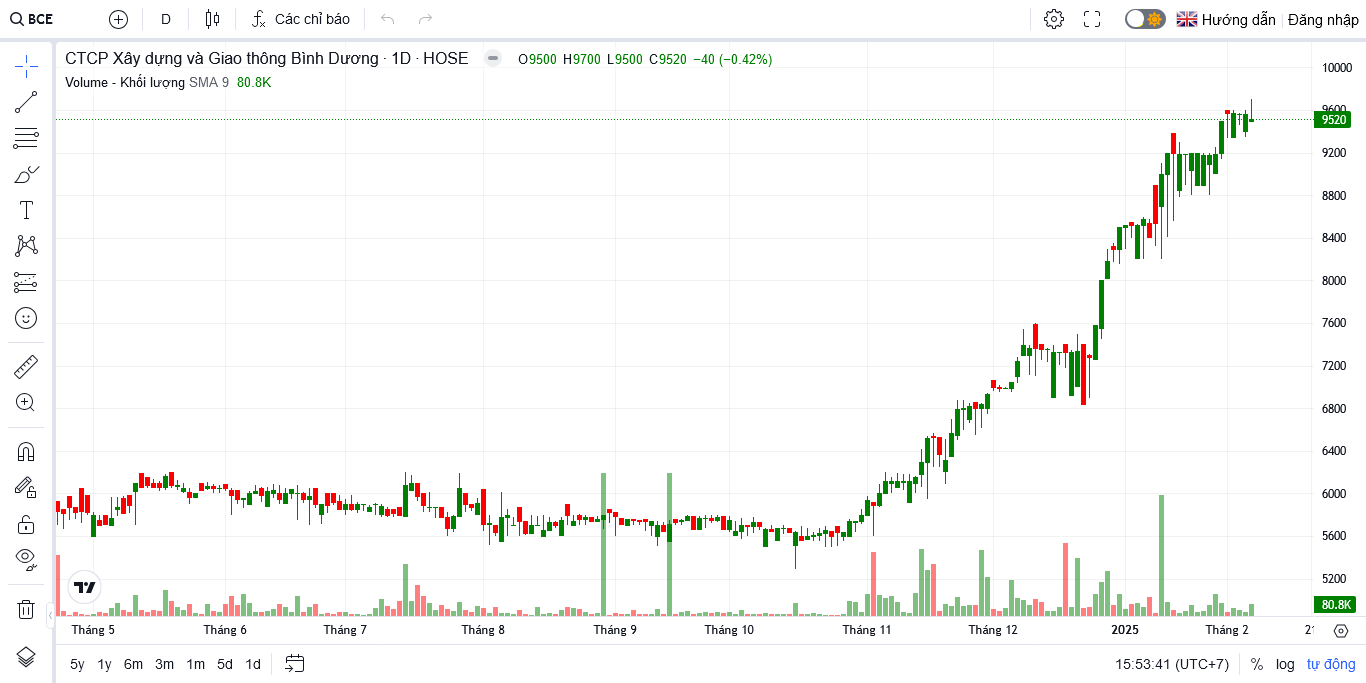 BCE D Các chỉ báo Hướng dẫn Đăng nhập
CTCP Xây dựng và Giao thông Bình Dương · 1D · HOSE O9500 H9700 L9500 C9520 −40 (−0.42%)
Volume - Khối lượng SMA 9 80.8K
10000
9600
9520
9200
8800
8400
8000
7600
7200
6800
6400
6000
5600
5200
80.8K
Tháng 5 Tháng 6 Tháng 7 Tháng 8 Tháng 9 Tháng 10 Tháng 11 Tháng 12 2025 Tháng 2
5y 1y 6m 3m 1m 5d 1d 15:53:41 (UTC+7) % log tự động